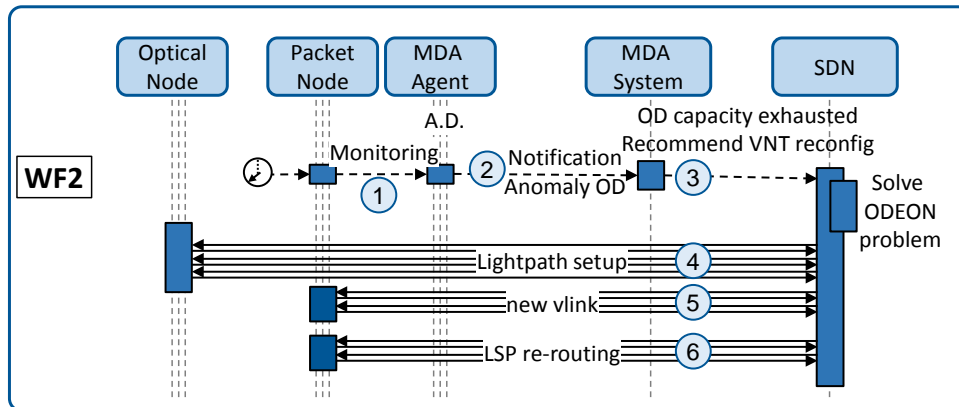 Optical
Node
Packet
Node
MDA
Agent
MDA
System
SDN
A.D.
OD capacity exhausted
Recommend VNT reconfig
WF2
Monitoring
1
2
Notification
Anomaly OD
3
Solve
ODEON
problem
Lightpath setup
4
new vlink
5
LSP re-routing
6